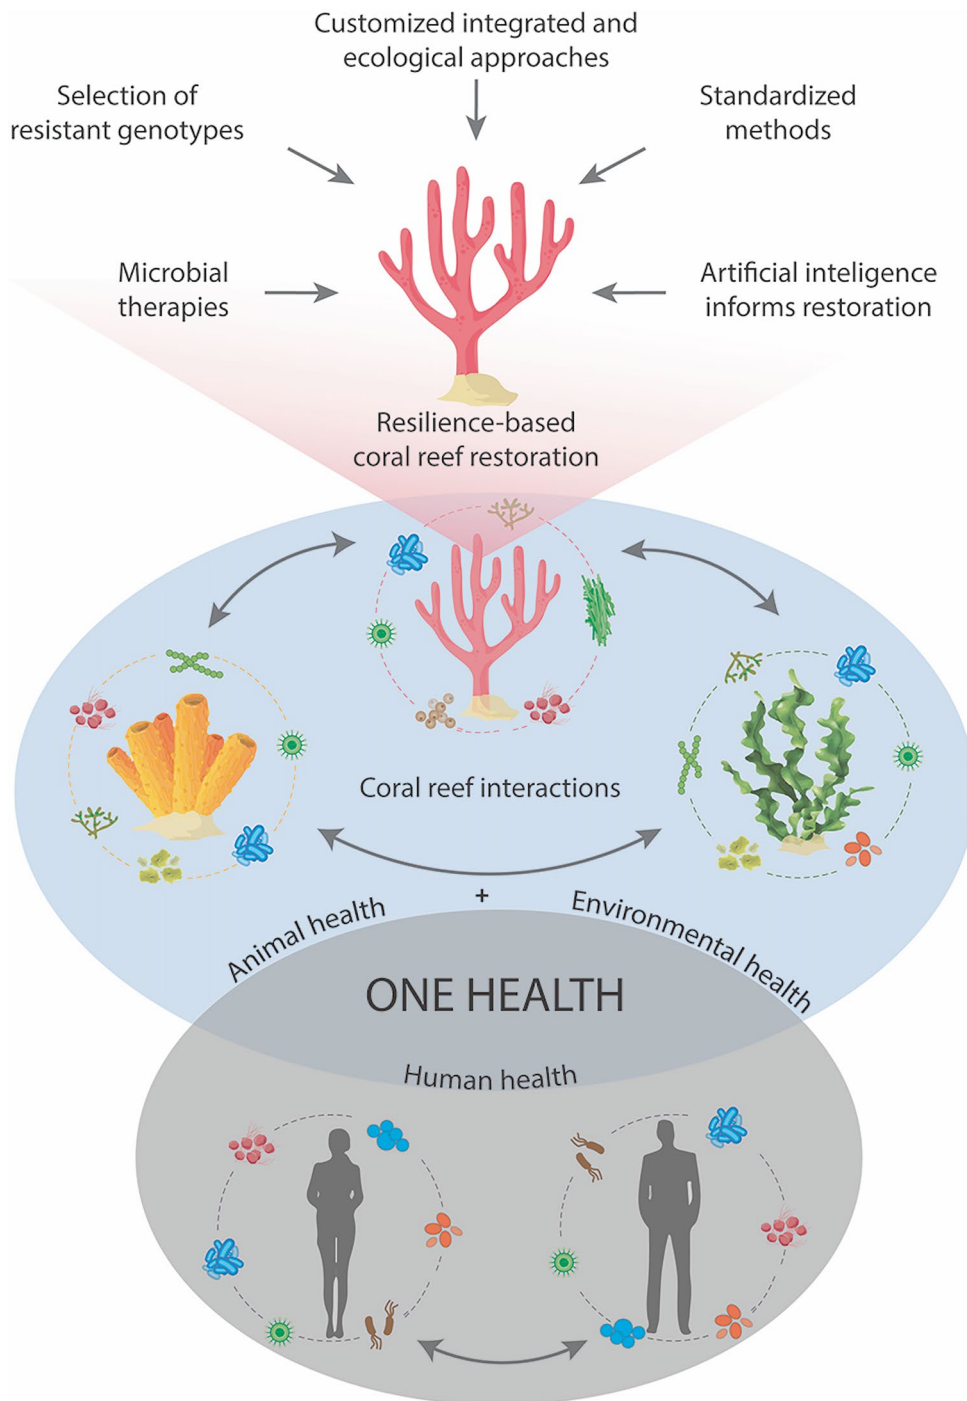 Customized integrated and
ecological approaches
Selection of
resistant genotypes
Standardized
methods
Microbial
therapies
Artificial inteligence
informs restoration
Resilience-based
coral reef restoration
Coral reef interactions
Animal health
+
Environmental health
ONE HEALTH
Human health